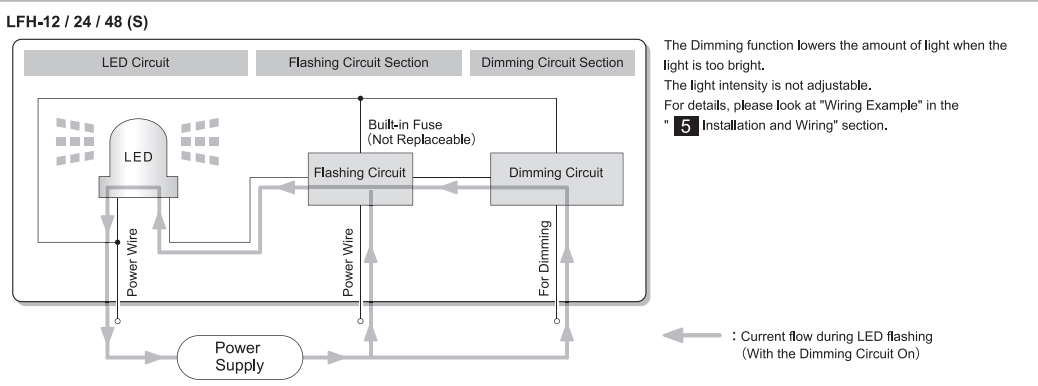 LFH-12 / 24 / 48 (S)
LED Circuit
Flashing Circuit Section
Dimming Circuit Section
Built-in Fuse
(Not Replaceable)
LED
Flashing Circuit
Dimming Circuit
Power Wire
Power Wire
For Dimming
Power
Supply
The Dimming function lowers the amount of light when the
light is too bright.
The light intensity is not adjustable.
For details, please look at "Wiring Example" in the
" 5 Installation and Wiring" section.
: Current flow during LED flashing
(With the Dimming Circuit On)